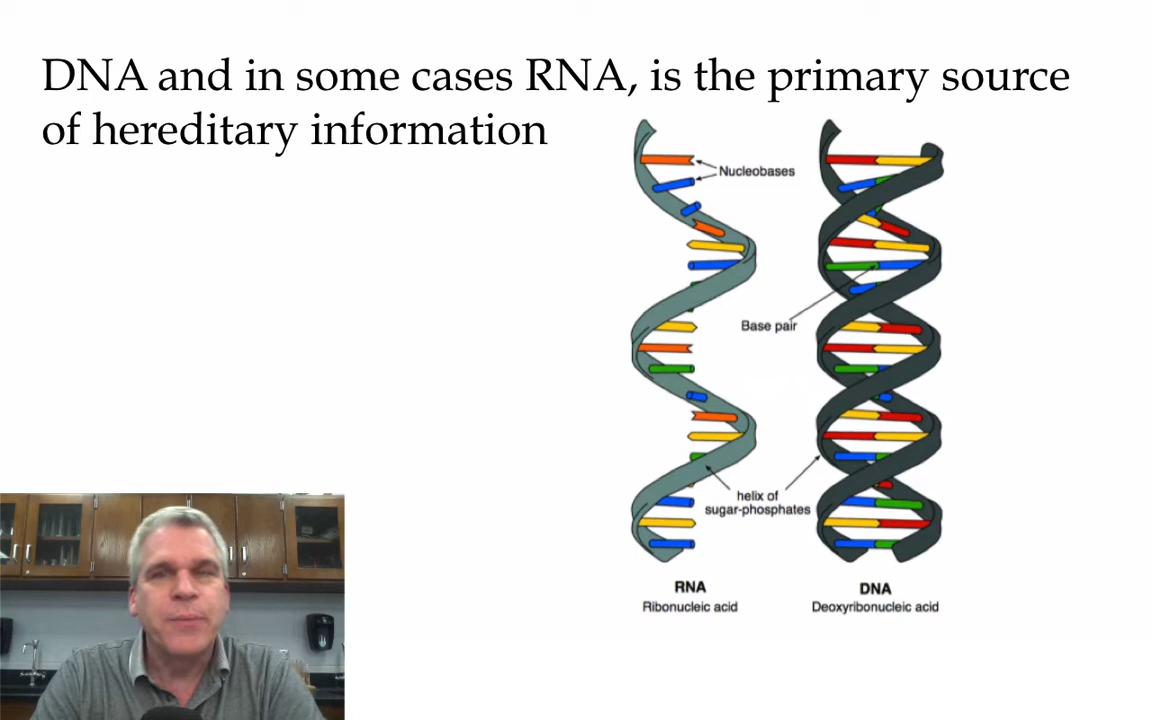 DNA and in some cases RNA, is the primary source
of hereditary information
Nucleobases
Base pair
helix of
sugar-phosphates
RNA
Ribonucleic acid
DNA
Deoxyribonucleic acid